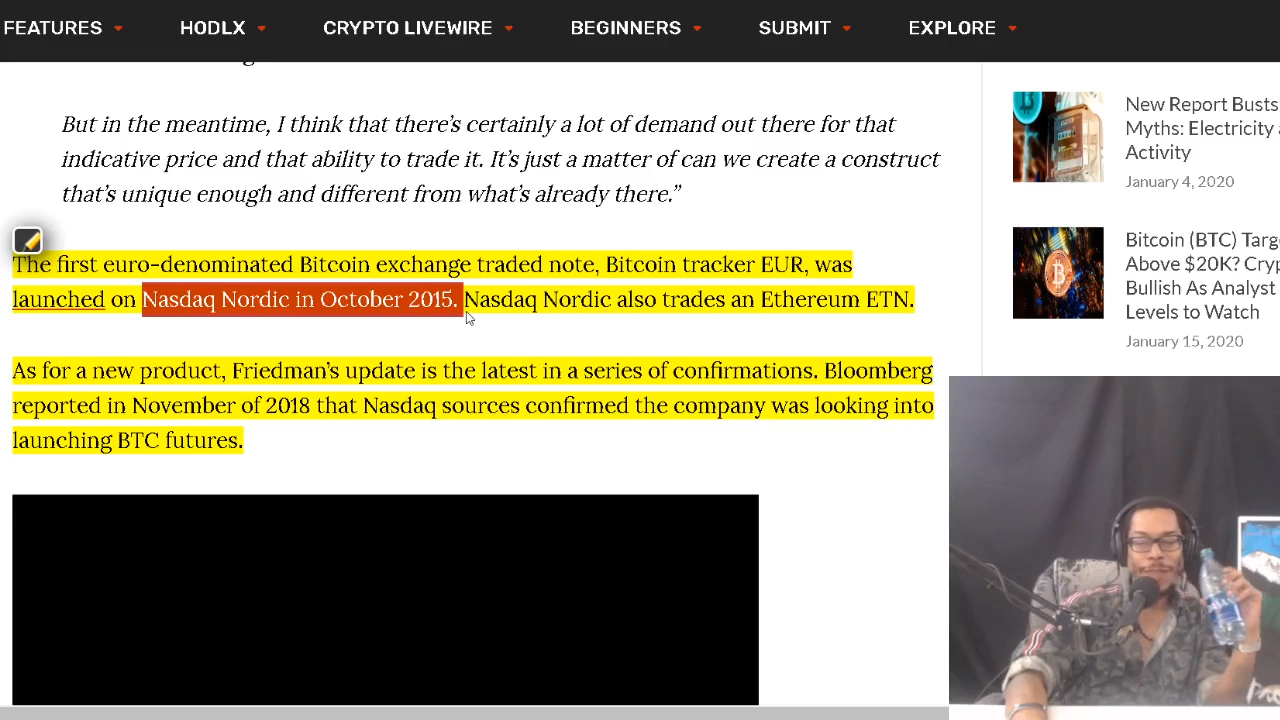 FEATURES HODLX CRYPTO LIVEWIRE BEGINNERS SUBMIT EXPLORE
But in the meantime, I think that there's certainly a lot of demand out there for that
indicative price and that ability to trade it. It's just a matter of can we create a construct
that's unique enough and different from what's already there."
The first euro-denominated Bitcoin exchange traded note, Bitcoin tracker EUR, was
launched on Nasdaq Nordic in October 2015. Nasdaq Nordic also trades an Ethereum ETN.
As for a new product, Friedman's update is the latest in a series of confirmations. Bloomberg
reported in November of 2018 that Nasdaq sources confirmed the company was looking into
launching BTC futures.
New Report Busts
Myths: Electricity
Activity
January 4, 2020
Bitcoin (BTC)
Above $20K?
Bullish As Analyst
Levels to Watch
January 15, 2020